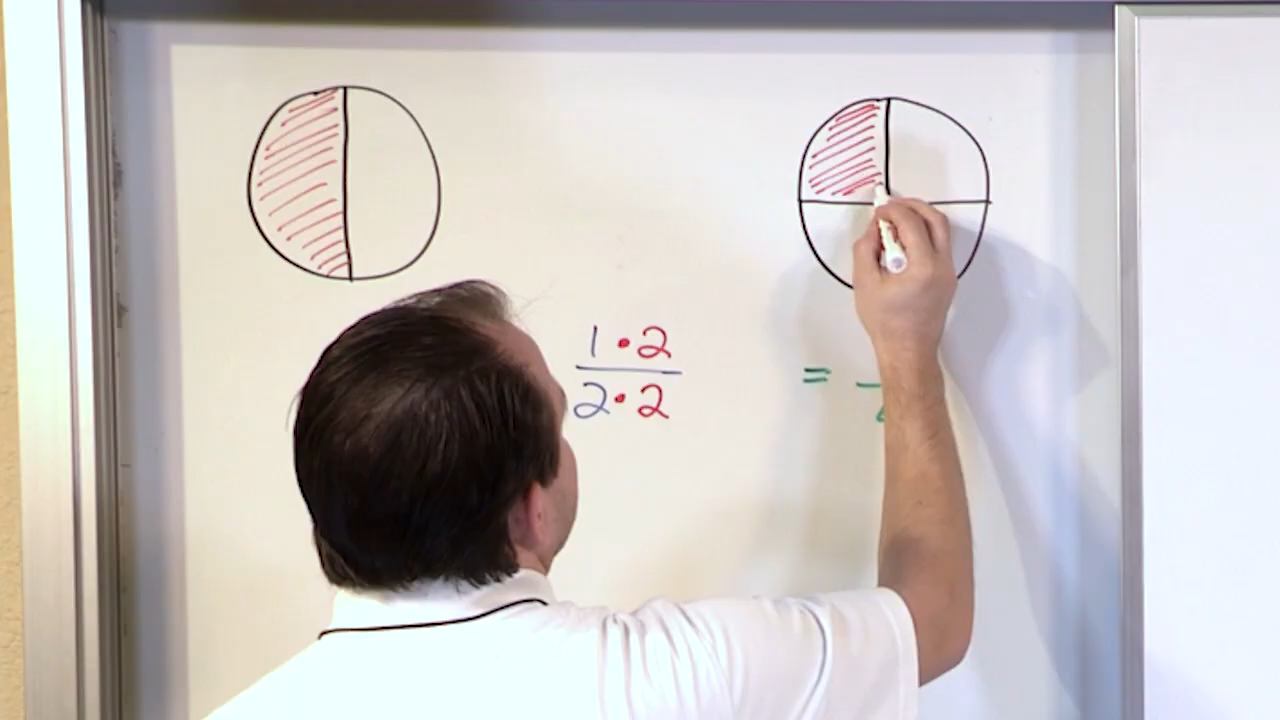 1 • 2
2 • 2
=